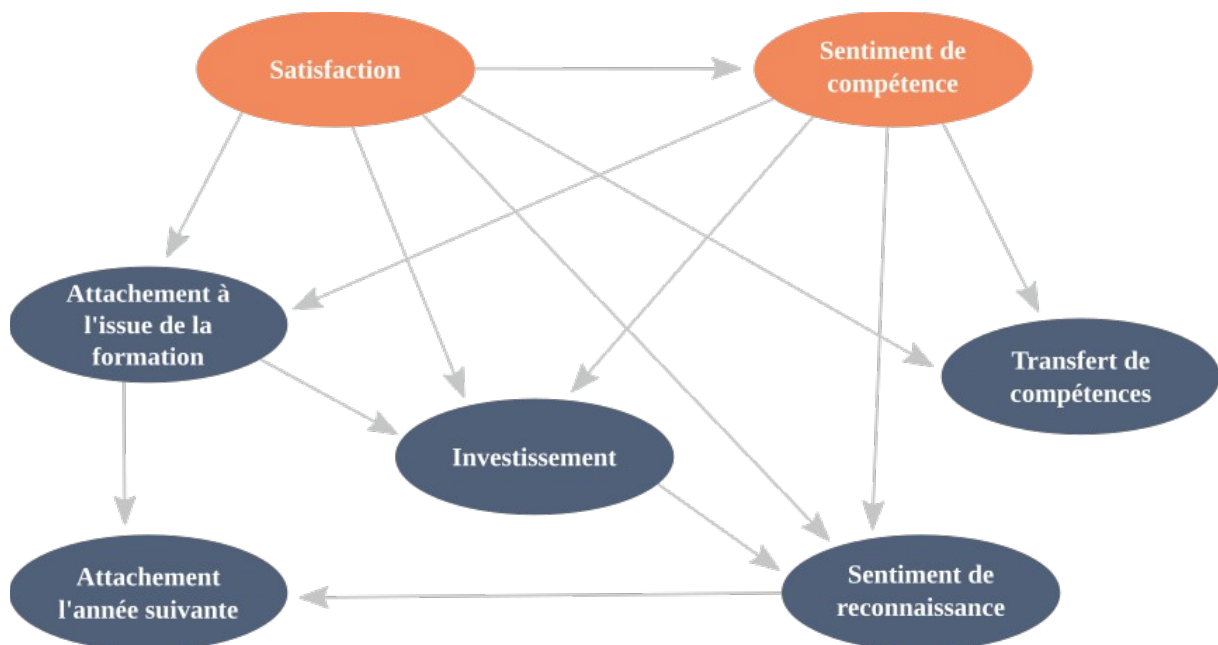 Satisfaction
Sentiment de
compétence
Attachement à
l'issue de la
formation
Transfert de
compétences
Investissement
Attachement
l'année suivante
Sentiment de
reconnaissance